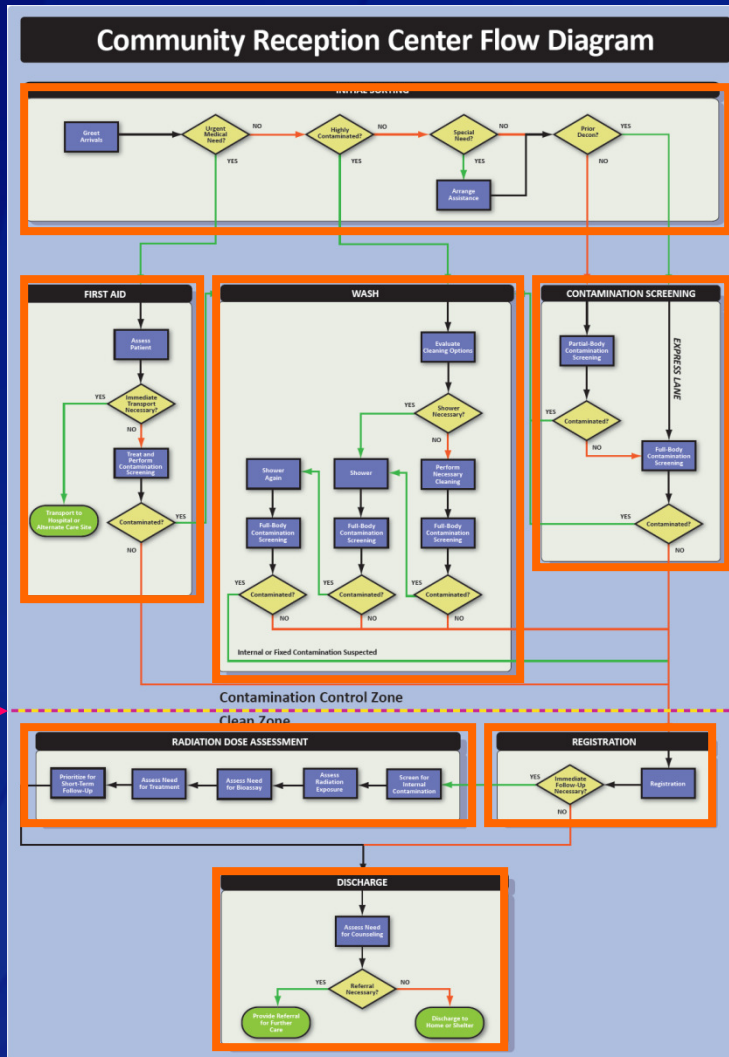 Community Reception Center Flow Diagram
INITIAL SORTING
Greet
Arrivals
Urgent
Medical
Need?
NO
YES
Highly
Contaminated?
NO
YES
Special
Need?
NO
YES
Arrange
Assistance
Prior
Decon?
YES
NO
FIRST AID
Assess
Patient
Immediate
Transport
Necessary?
YES
NO
Treat and
Perform
Contamination
Screening
Transport to
Hospital or
Alternate Care Site
Contaminated?
YES
NO
WASH
Evaluate
Cleaning Options
Shower
Necessary?
YES
NO
Shower
Again
Shower
Perform
Necessary
Cleaning
Full-Body
Contamination
Screening
Full-Body
Contamination
Screening
Full-Body
Contamination
Screening
YES
Contaminated?
NO
YES
Contaminated?
NO
YES
Contaminated?
NO
Internal or Fixed Contamination Suspected
CONTAMINATION SCREENING
Partial-Body
Contamination
Screening
EXPRESS LANE
YES
Contaminated?
NO
Full-Body
Contamination
Screening
YES
Contaminated?
NO
Contamination Control Zone
Clean Zone
RADIATION DOSE ASSESSMENT
Prioritize for
Short-Term
Follow-Up
Assess Need
for Treatment
Assess Need
for Bioassay
Assess
Radiation
Exposure
Screen for
Internal
Contamination
REGISTRATION
YES
Immediate
Follow-Up
Necessary?
NO
Registration
DISCHARGE
Assess Need
for Counseling
YES
Referral
Necessary?
NO
Provide Referral
for Further
Care
Discharge to
Home or Shelter